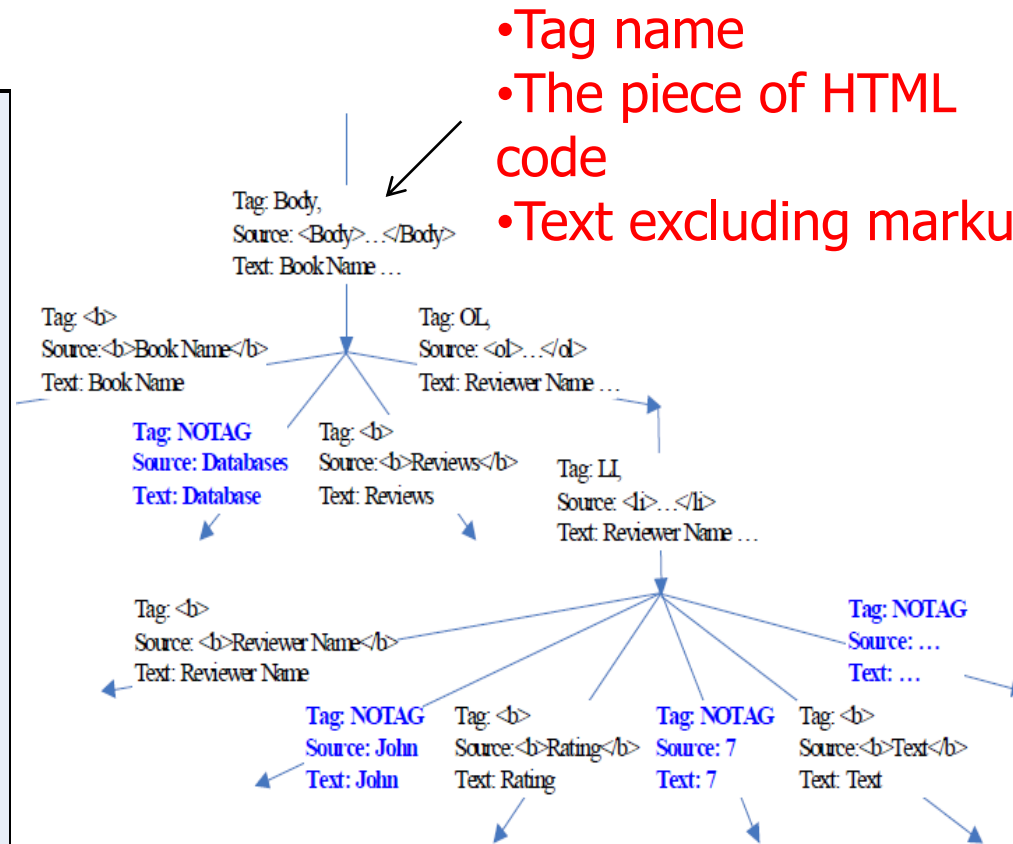 •Tag name
•The piece of HTML
code
•Text excluding marku
Tag: Body,
Source: <Body>…</Body>
Text: Book Name …
Tag: <b>
Source:<b>Book Name</b>
Text: Book Name
Tag: OL,
Source: <ol>…</ol>
Text: Reviewer Name …
Tag: NOTAG
Source: Databases
Text: Database
Tag: <b>
Source:<b>Reviews</b>
Text: Reviews
Tag: LI,
Source: <li>…</li>
Text: Reviewer Name …
Tag: <b>
Source: <b>Reviewer Name</b>
Text: Reviewer Name
Tag: NOTAG
Source: …
Text: …
Tag: NOTAG
Source: John
Text: John
Tag: <b>
Source:<b>Rating</b>
Text: Rating
Tag: NOTAG
Source: 7
Text: 7
Tag: <b>
Source:<b>Text</b>
Text: Text